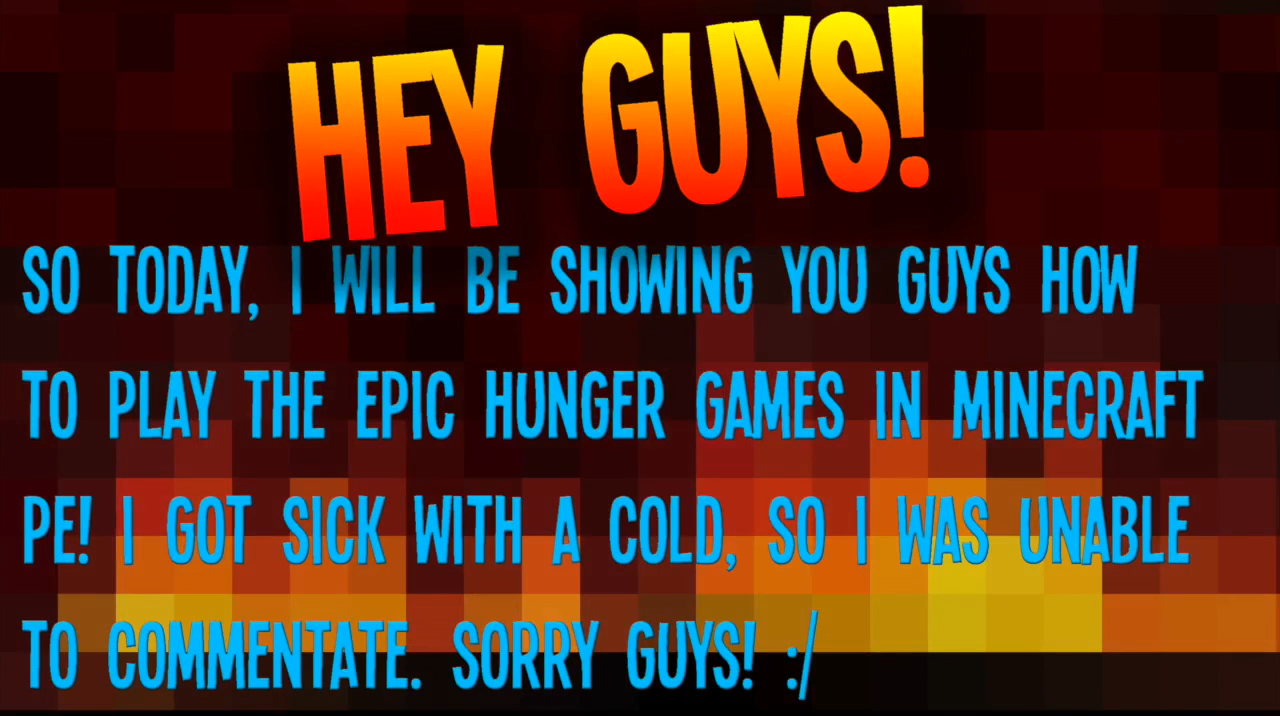 HEY GUYS!
SO TODAY, I WILL BE SHOWING YOU GUYS HOW
TO PLAY THE EPIC HUNGER GAMES IN MINECRAFT
PE! I GOT SICK WITH A COLD, SO I WAS UNABLE
TO COMMENTATE. SORRY GUYS! :/